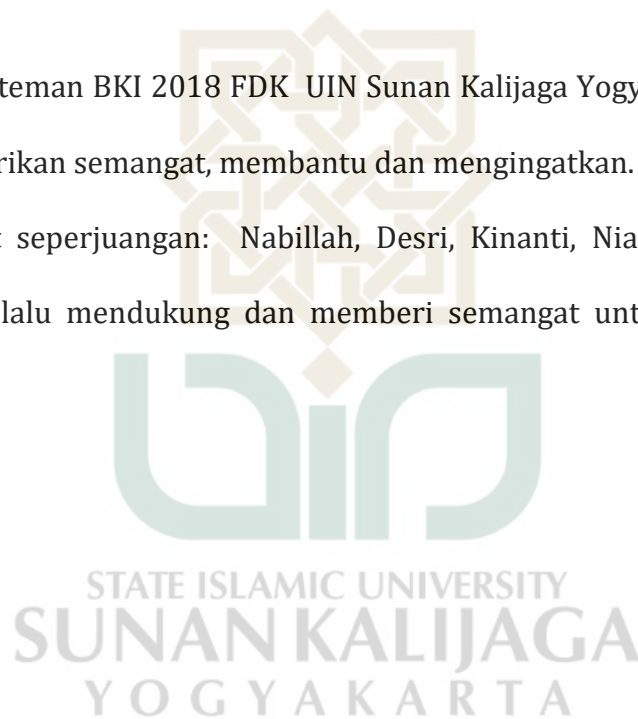 teman BKI 2018 FDK UIN Sunan Kalijaga Yogy
rikan semangat, membantu dan mengingatkan.
seperjuangan: Nabillah, Desri, Kinanti, Nia
lalu mendukung dan memberi semangat unt
STATE ISLAMIC UNIVERSITY
SUNAN KALIJAGA
YOGYAKARTA